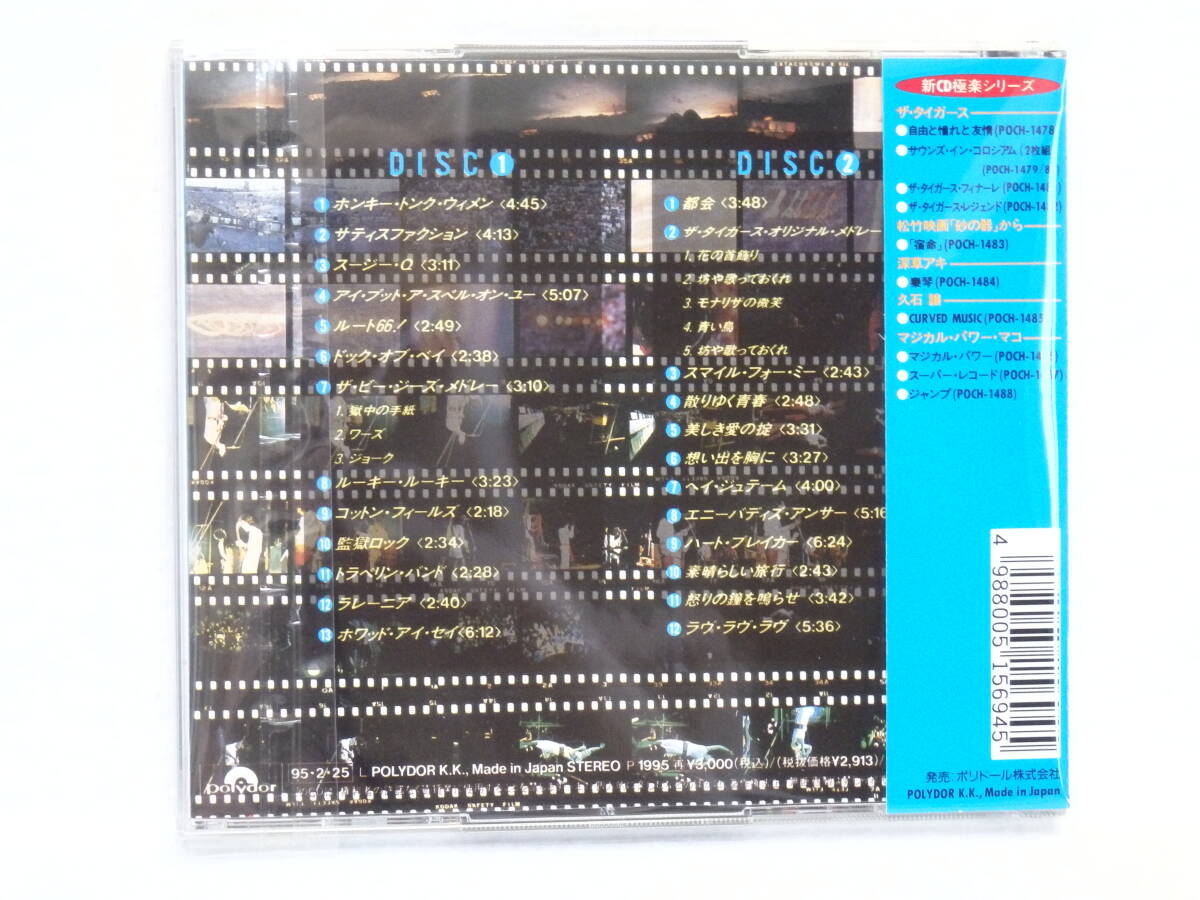 DISC 1
1 ホンキー・トンク・ウィメン〈4:45〉
2 サティスファクション〈4:13〉
3 スージー・Q〈3:11〉
4 アイ・プット・ア・スペル・オン・ユー〈5:07〉
5 ルート66!〈2:49〉
6 ドック・オブ・ベイ〈2:38〉
7 ザ・ビー・ジーズ・メドレー〈3:10〉
1. 獄中の手紙
2. ワーズ
3. ジョーク
8 ルーキー・ルーキー〈3:23〉
9 コットン・フィールズ〈2:18〉
10 監獄ロック〈2:34〉
11 トラベリン・バンド〈2:28〉
12 ラレーニア〈2:40〉
13 ホワッド・アイ・セイ〈6:12〉
DISC 2
1 都会〈3:48〉
2 ザ・タイガース・オリジナル・メドレー
1. 花の首飾り
2. 坊や歌っておくれ
3. モナリザの微笑
4. 青い鳥
5. 坊や歌っておくれ
3 スマイル・フォー・ミー〈2:43〉
4 散りゆく青春〈2:48〉
5 美しき愛の掟〈3:31〉
6 想い出を胸に〈3:27〉
7 ヘイ・ジュテーム〈4:00〉
8 エニーバディズ・アンサー〈5:16
9 ハート・ブレイカー〈6:24〉
10 素晴らしい旅行〈2:43〉
11 怒りの鐘を鳴らせ〈3:42〉
12 ラヴ・ラヴ・ラヴ〈5:36〉
polydor
95・2・25 L POLYDOR K.K., Made in Japan STEREO P 1995 再 ¥3,000(税込)/(税抜価格¥2,913)/
KODAK SAFETY FILM
新CD極楽シリーズ
ザ・タイガース
●自由と憧れと友情(POCH-1478
●サウンズ・イン・コロシアム(2枚組
(POCH-1479/8
●ザ・タイガース・フィナーレ(POCH-148
●ザ・タイガース・レジェンド(POCH-148
松竹映画「砂の器」から
●「宿命」(POCH-1483)
深草アキ
●秦琴(POCH-1484)
久石 譲
●CURVED MUSIC(POCH-1485
マジカル・パワー・マコ
●マジカル・パワー(POCH-14
●スーパー・レコード(POCH-14 7)
●ジャンプ(POCH-1488)
4 988005 156945
発売:ポリドール株式会社
POLYDOR K.K., Made in Japan